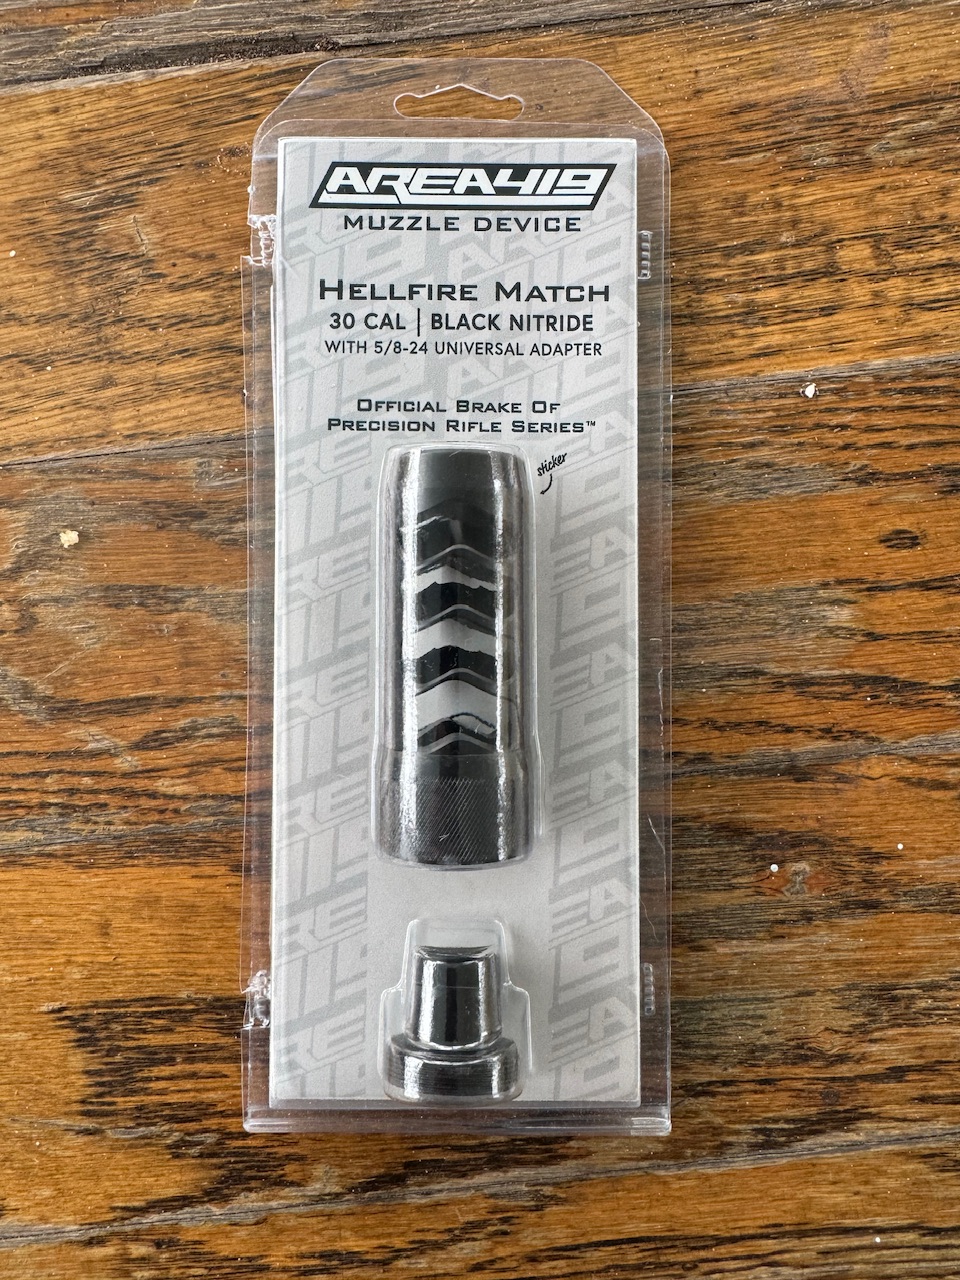 AREA419
MUZZLE DEVICE
HELLFIRE MATCH
30 CAL | BLACK NITRIDE
WITH 5/8-24 UNIVERSAL ADAPTER
OFFICIAL BRAKE OF
PRECISION RIFLE SERIES™
sticker